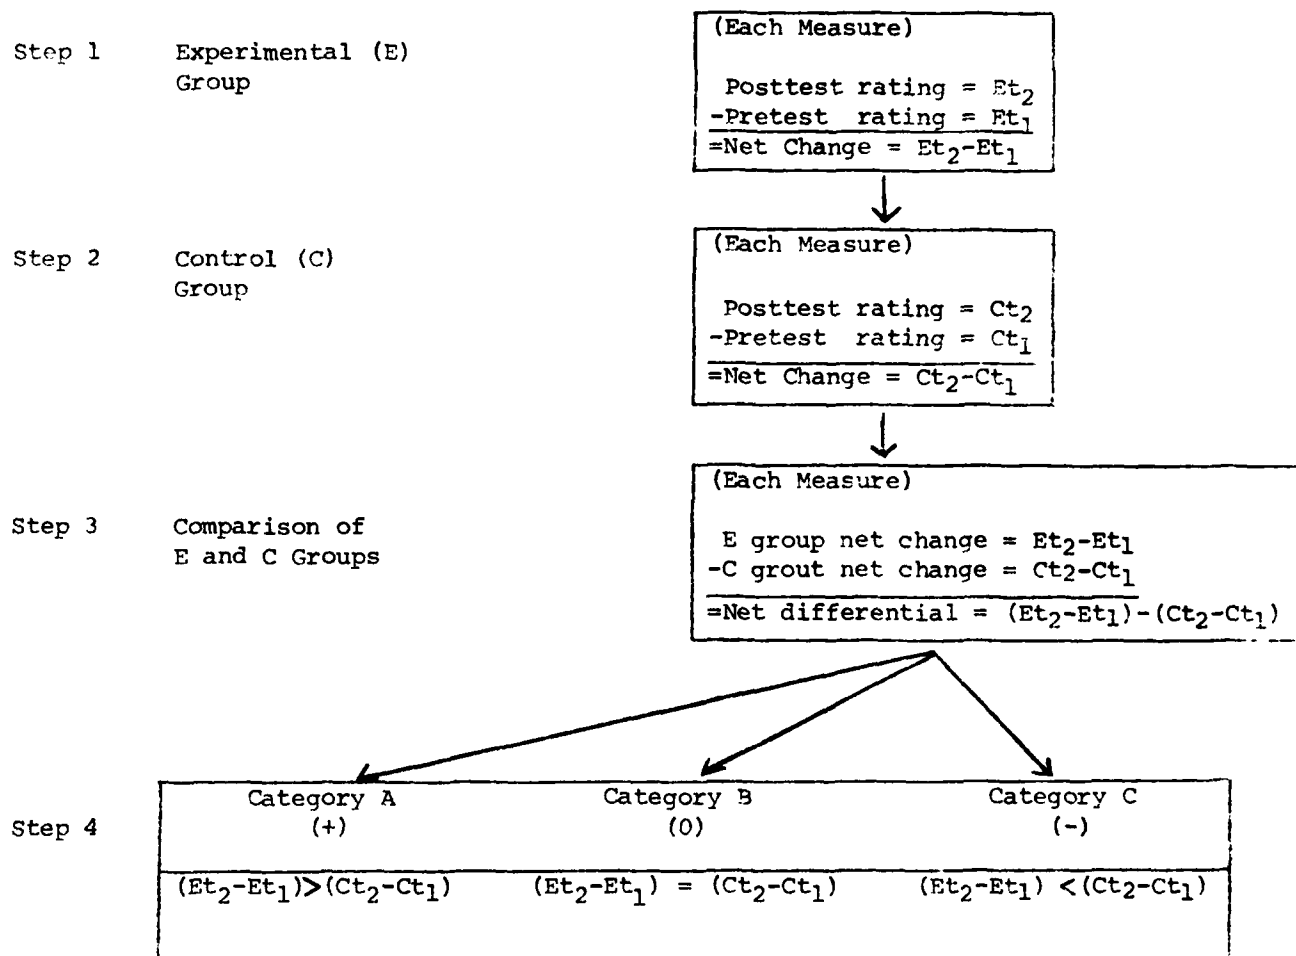 (Each Measure)
Step 1 Experimental (E)
Group
Posttest rating = Et₂
-Pretest rating = Et₁
=Net Change = Et₂-Et₁
(Each Measure)
Step 2 Control (C)
Group
Posttest rating = Ct₂
-Pretest rating = Ct₁
=Net Change = Ct₂-Ct₁
(Each Measure)
Step 3 Comparison of
E and C Groups
E group net change = Et₂-Et₁
-C grout net change = Ct₂-Ct₁
=Net differential = (Et₂-Et₁)-(Ct₂-Ct₁)
Step 4
Category A Category B Category C
(+) (0) (-)
(Et₂-Et₁)>(Ct₂-Ct₁) (Et₂-Et₁) = (Ct₂-Ct₁) (Et₂-Et₁) <(Ct₂-Ct₁)